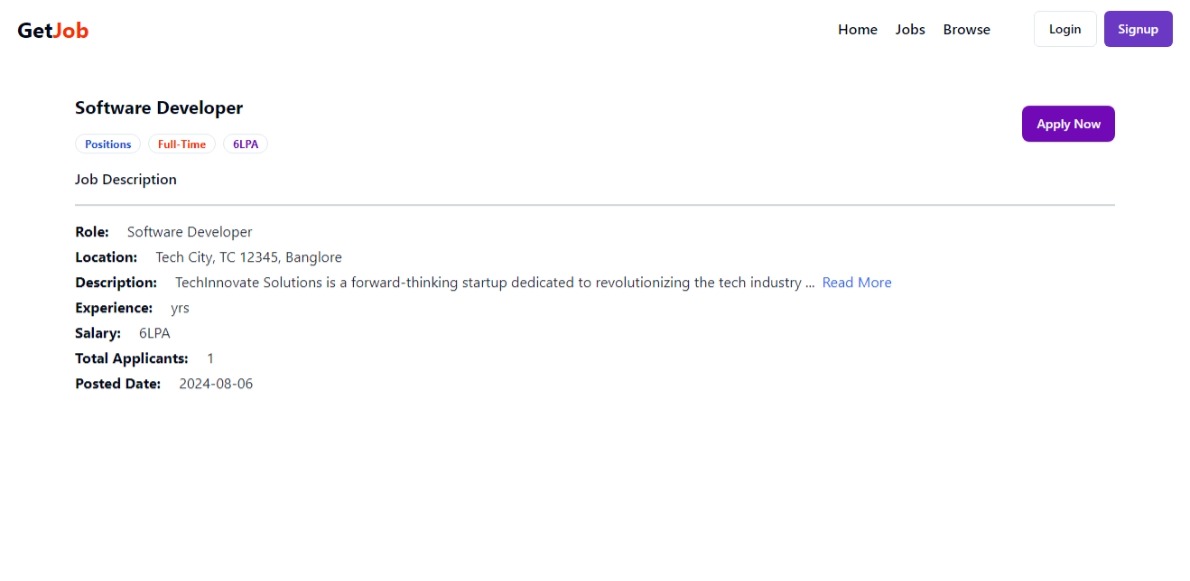 GetJob Home Jobs Browse Login Signup
Software Developer
Apply Now
Positions Full-Time 6LPA
Job Description
Role: Software Developer
Location: Tech City, TC 12345, Banglore
Description: TechInnovate Solutions is a forward-thinking startup dedicated to revolutionizing the tech industry ... Read More
Experience: yrs
Salary: 6LPA
Total Applicants: 1
Posted Date: 2024-08-06